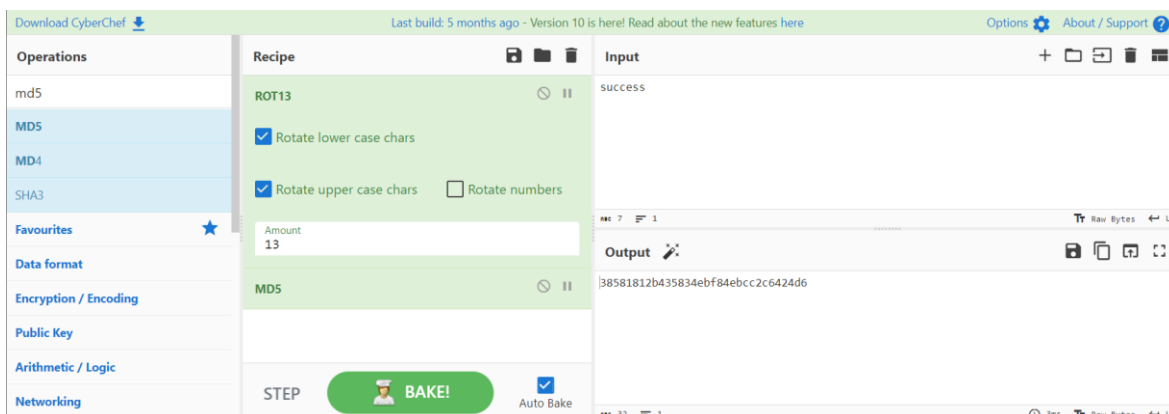 Download CyberChef
Last build: 5 months ago - Version 10 is here! Read about the new features here
Options
About / Support
Operations
md5
MD5
MD4
SHA3
Favourites
Data format
Encryption / Encoding
Public Key
Arithmetic / Logic
Networking
Recipe
ROT13
Rotate lower case chars
Rotate upper case chars
Rotate numbers
Amount
13
MD5
STEP
BAKE!
Auto Bake
Input
success
7 1
Raw Bytes
Output
38581812b435834ebf84ebcc2c6424d6